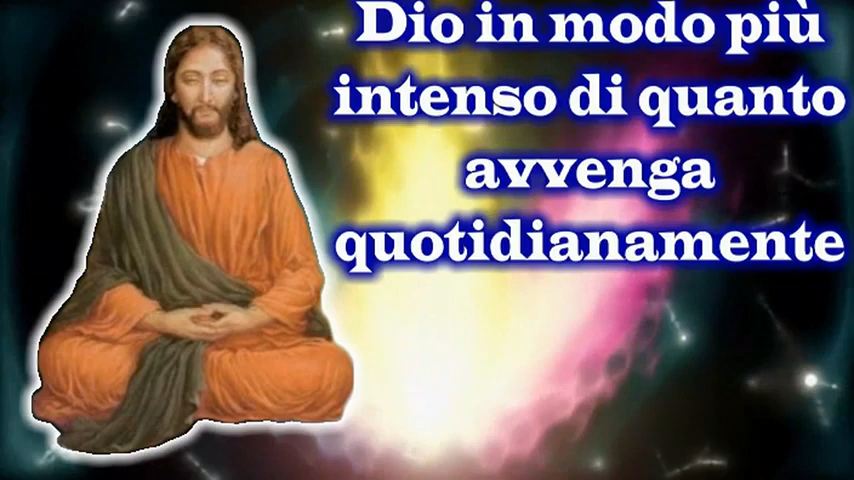 Dio in modo più
intenso di quanto
avvenga
quotidianamente